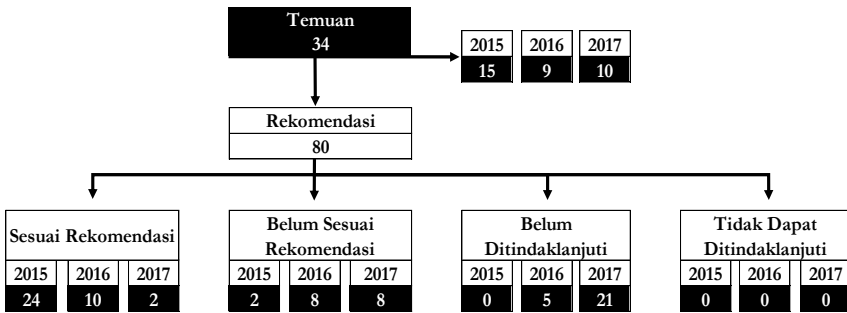 Temuan
34
2015 2016 2017
15 9 10
Rekomendasi
80
Sesuai Rekomendasi
2015 2016 2017
24 10 2
Belum Sesuai
Rekomendasi
2015 2016 2017
2 8 8
Belum
Ditindaklanjuti
2015 2016 2017
0 5 21
Tidak Dapat
Ditindaklanjuti
2015 2016 2017
0 0 0